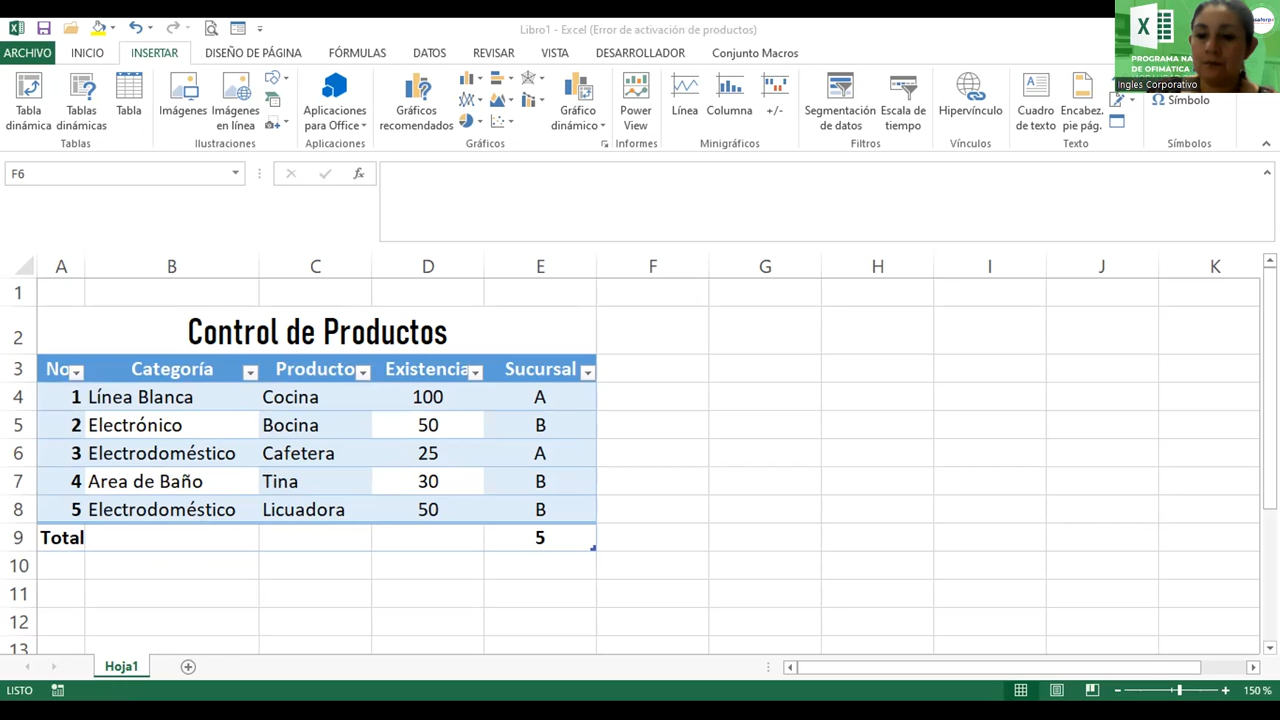 Libro1 - Excel (Error de activación de productos)
ARCHIVO INICIO INSERTAR DISEÑO DE PÁGINA FÓRMULAS DATOS REVISAR VISTA DESARROLLADOR Conjunto Macros
PROGRAMA NA
DE OFIMÁTICA
Ingles Corporativo
Tabla dinámica
Tablas dinámicas
Tabla
Imágenes
Imágenes en línea
Aplicaciones para Office
Gráficos recomendados
Gráfico dinámico
Power View
Línea
Columna
+/-
Segmentación de datos
Escala de tiempo
Hipervínculo
Cuadro de texto
Encabez. pie pág.
Ω Símbolo
Tablas Ilustraciones Aplicaciones Gráficos Informes Minigráficos Filtros Vínculos Texto Símbolos
F6 fx
A B C D E F G H I J K
1
2 Control de Productos
3 No Categoría Producto Existencia Sucursal
4 1 Línea Blanca Cocina 100 A
5 2 Electrónico Bocina 50 B
6 3 Electrodoméstico Cafetera 25 A
7 4 Area de Baño Tina 30 B
8 5 Electrodoméstico Licuadora 50 B
9 Total 5
10
11
12
13
Hoja1
LISTO 150 %